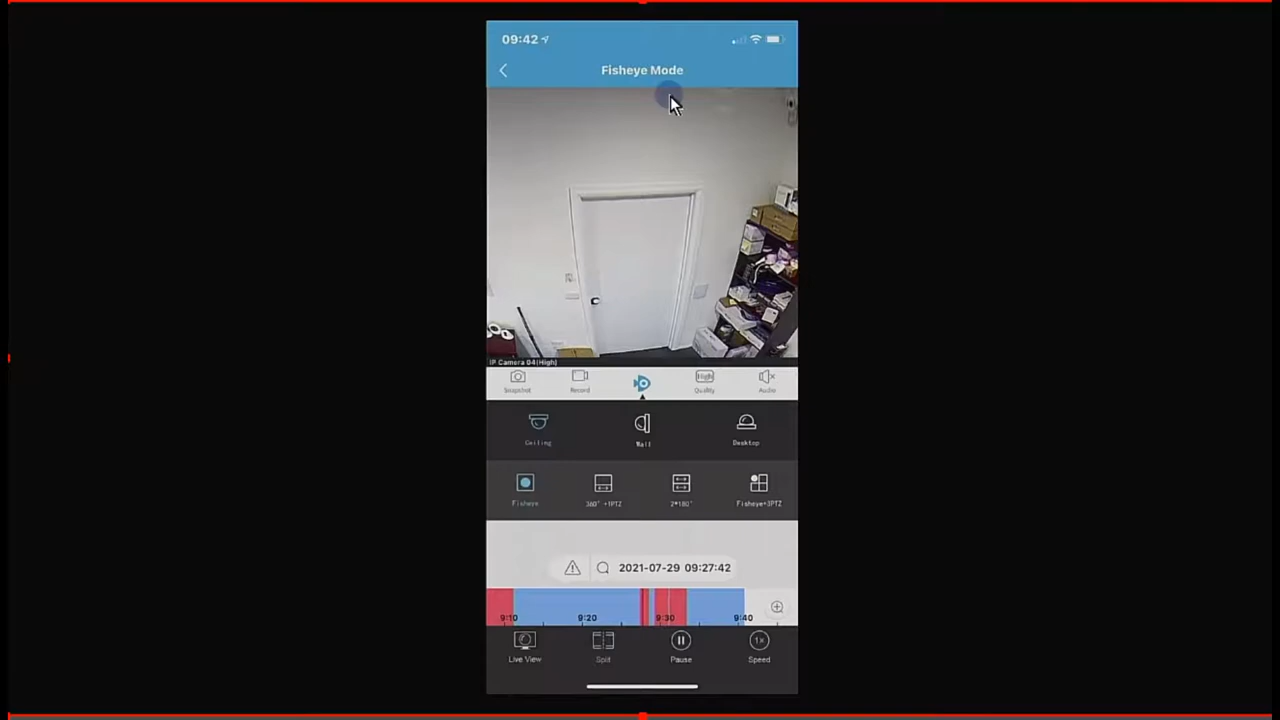 09:42
Fisheye Mode
IP Camera 04(High)
Snapshot Record High Quality Audio
Ceiling Wall Desktop
Fisheye 360° +1PTZ 2*180° Fisheye+3PTZ
2021-07-29 09:27:42
9:10 9:20 9:30 9:40
1×
Live View Split Pause Speed